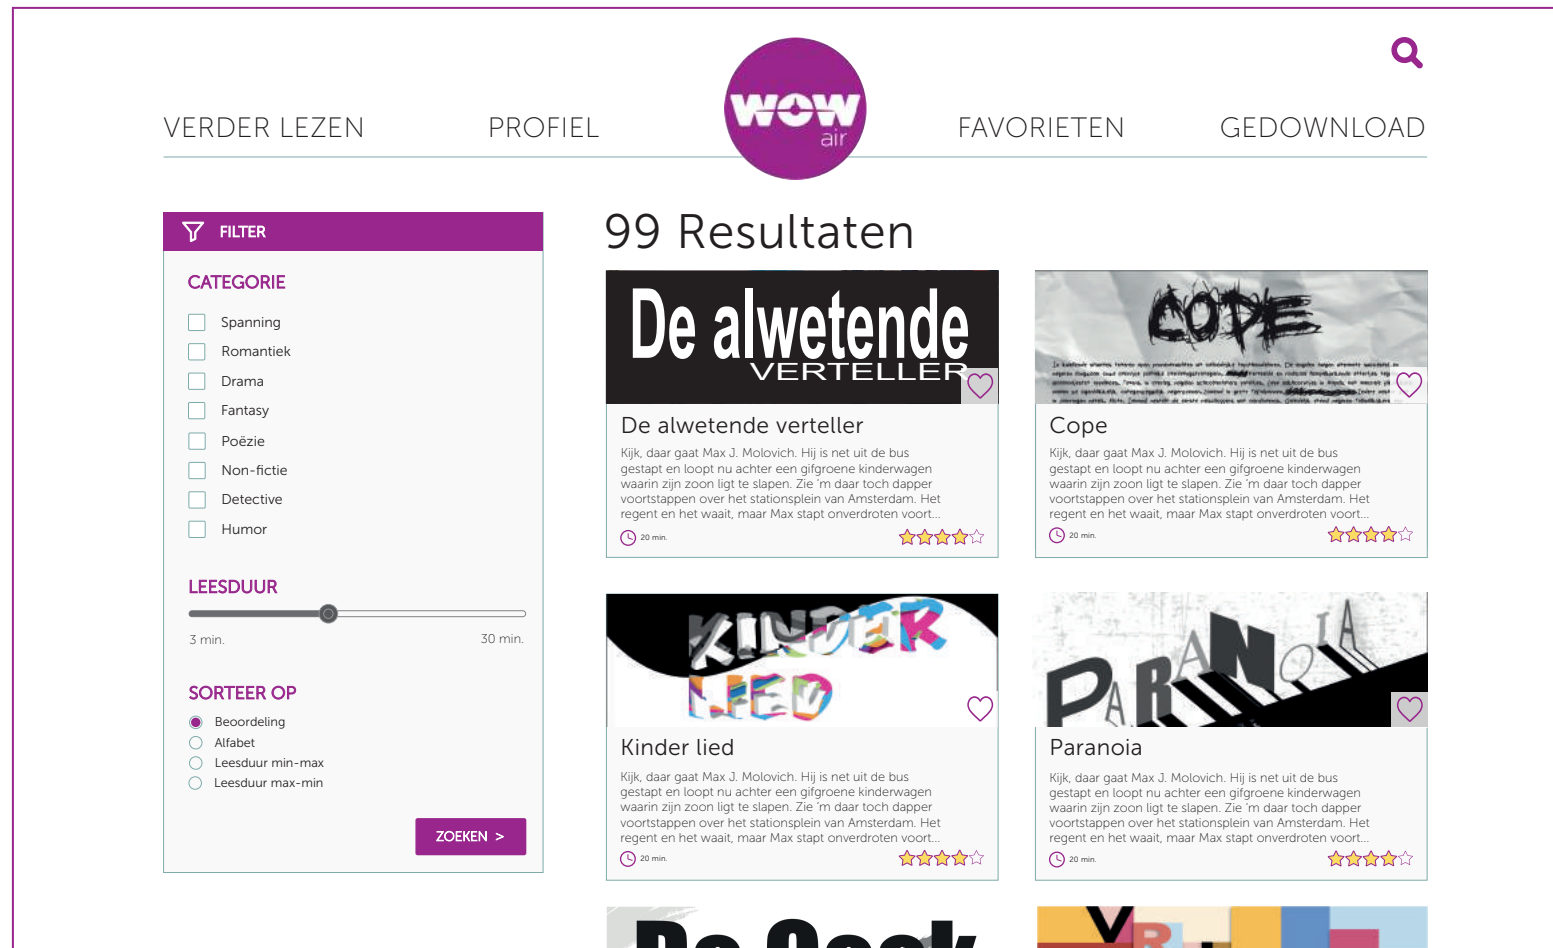 WOW
air
VERDER LEZEN
PROFIEL
FAVORIETEN
GEDOWNLOAD
FILTER
CATEGORIE
Spanning
Romantiek
Drama
Fantasy
Poëzie
Non-fictie
Detective
Humor
LEESDUUR
3 min.
30 min.
SORTEER OP
Beoordeling
Alfabet
Leesduur min-max
Leesduur max-min
ZOEKEN >
99 Resultaten
De alwetende
VERTELLER
De alwetende verteller
Kijk, daar gaat Max J. Molovich. Hij is net uit de bus
gestapt en loopt nu achter een gifgroene kinderwagen
waarin zijn zoon ligt te slapen. Zie ‘m daar toch dapper
voortstappen over het stationsplein van Amsterdam. Het
regent en het waait, maar Max stapt onverdroten voort...
20 min.
COPE
Cope
Kijk, daar gaat Max J. Molovich. Hij is net uit de bus
gestapt en loopt nu achter een gifgroene kinderwagen
waarin zijn zoon ligt te slapen. Zie ‘m daar toch dapper
voortstappen over het stationsplein van Amsterdam. Het
regent en het waait, maar Max stapt onverdroten voort...
20 min.
KINDER
LIED
Kinder lied
Kijk, daar gaat Max J. Molovich. Hij is net uit de bus
gestapt en loopt nu achter een gifgroene kinderwagen
waarin zijn zoon ligt te slapen. Zie ‘m daar toch dapper
voortstappen over het stationsplein van Amsterdam. Het
regent en het waait, maar Max stapt onverdroten voort...
20 min.
PARANOIA
Paranoia
Kijk, daar gaat Max J. Molovich. Hij is net uit de bus
gestapt en loopt nu achter een gifgroene kinderwagen
waarin zijn zoon ligt te slapen. Zie ‘m daar toch dapper
voortstappen over het stationsplein van Amsterdam. Het
regent en het waait, maar Max stapt onverdroten voort...
20 min.